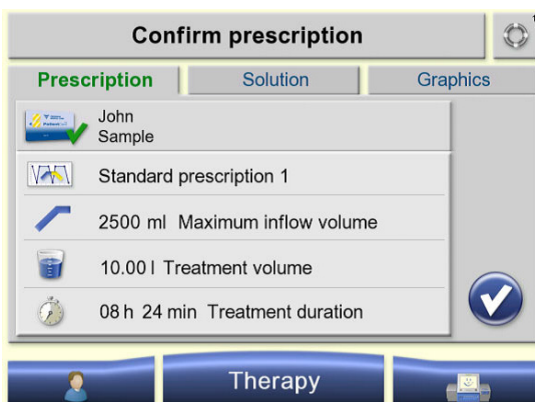 Confirm prescription
Prescription
Solution
Graphics
John
Sample
Standard prescription 1
2500 ml Maximum inflow volume
10.00 l Treatment volume
08 h 24 min Treatment duration
Therapy